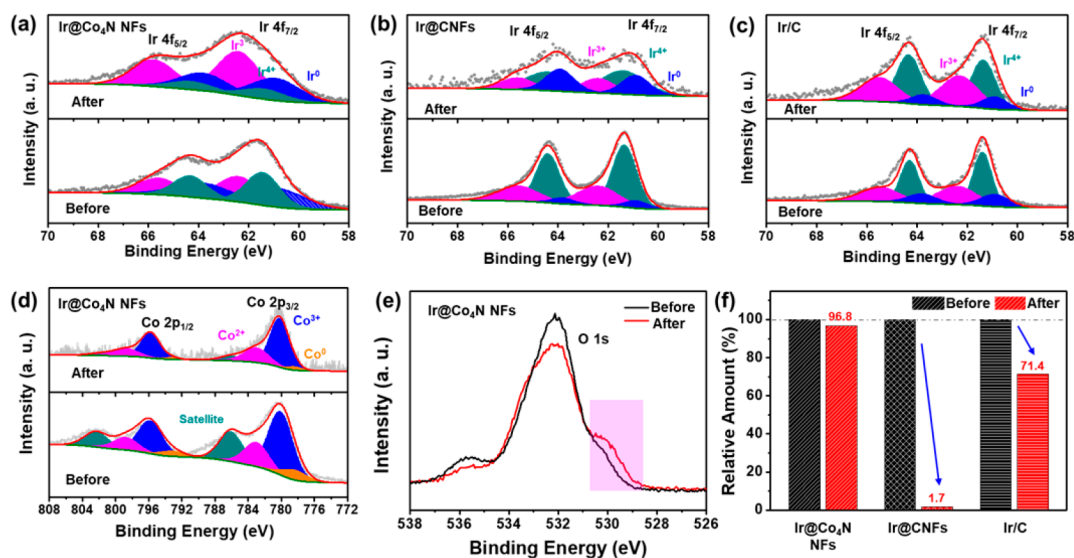 (a) Ir@Co₄N NFs
Ir 4f₅/₂
Ir 4f₇/₂
Ir³
Ir⁴⁺
Ir⁰
After
Before
Intensity (a. u.)
70 68 66 64 62 60 58
Binding Energy (eV)
(b) Ir@CNFs
Ir 4f₅/₂
Ir 4f₇/₂
Ir³⁺
Ir⁴⁺
Ir⁰
After
Before
Intensity (a. u.)
70 68 66 64 62 60 58
Binding Energy (eV)
(c) Ir/C
Ir 4f₅/₂
Ir 4f₇/₂
Ir³⁺
Ir⁴⁺
Ir⁰
After
Before
Intensity (a. u.)
70 68 66 64 62 60 58
Binding Energy (eV)
(d) Ir@Co₄N NFs
Co 2p₁/₂
Co 2p₃/₂
Co²⁺
Co³⁺
Co⁰
After
Satellite
Before
Intensity (a. u.)
808 804 800 796 792 788 784 780 776 772
Binding Energy (eV)
(e) Ir@Co₄N NFs
Before
After
O 1s
Intensity (a. u.)
538 536 534 532 530 528 526
Binding Energy (eV)
(f)
Before After
96.8
71.4
1.7
Relative Amount (%)
100
80
60
40
20
0
Ir@Co₄N
NFs
Ir@CNFs
Ir/C